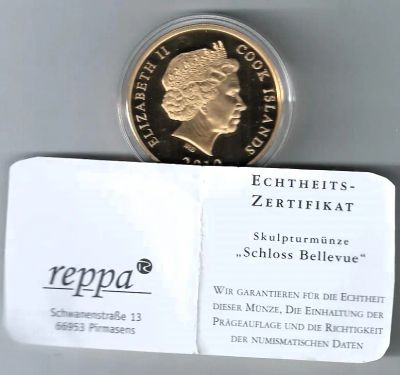 ELIZABETH II
COOK ISLANDS
reppa
Schwanenstraße 13
66953 Pirmasens
ECHTHEITS-
ZERTIFIKAT
Skulpturmünze
„Schloss Bellevue“
WIR GARANTIEREN FÜR DIE ECHTHEIT
DIESER MÜNZE, DIE EINHALTUNG DER
PRÄGEAUFLAGE UND DIE RICHTIGKEIT
DER NUMISMATISCHEN DATEN